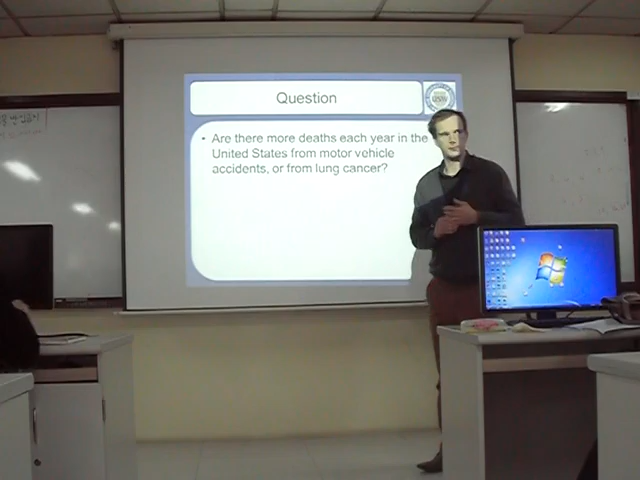 Question
• Are there more deaths each year in the
United States from motor vehicle
accidents, or from lung cancer?